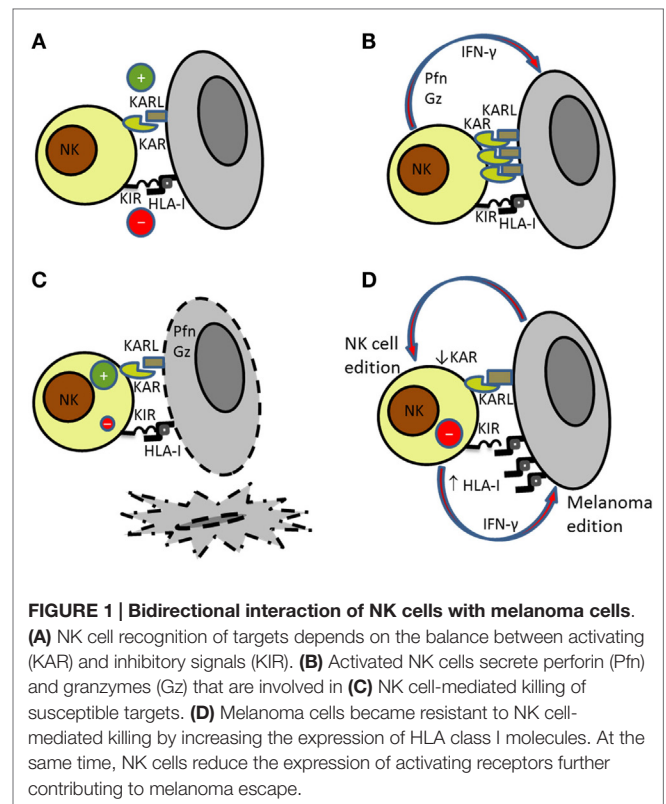 A
+
KARL
NK
KAR
KIR
HLA-I
−
B
IFN-γ
Pfn
Gz
KARL
KAR
NK
KIR
HLA-I
C
Pfn
Gz
KARL
+
KAR
NK
−
KIR
HLA-I
D
NK cell
edition
↓KAR
KARL
NK
KIR
−
↑ HLA-I
Melanoma
edition
IFN-γ
FIGURE 1 | Bidirectional interaction of NK cells with melanoma cells.
(A) NK cell recognition of targets depends on the balance between activating
(KAR) and inhibitory signals (KIR). (B) Activated NK cells secrete perforin (Pfn)
and granzymes (Gz) that are involved in (C) NK cell-mediated killing of
susceptible targets. (D) Melanoma cells became resistant to NK cell-
mediated killing by increasing the expression of HLA class I molecules. At the
same time, NK cells reduce the expression of activating receptors further
contributing to melanoma escape.